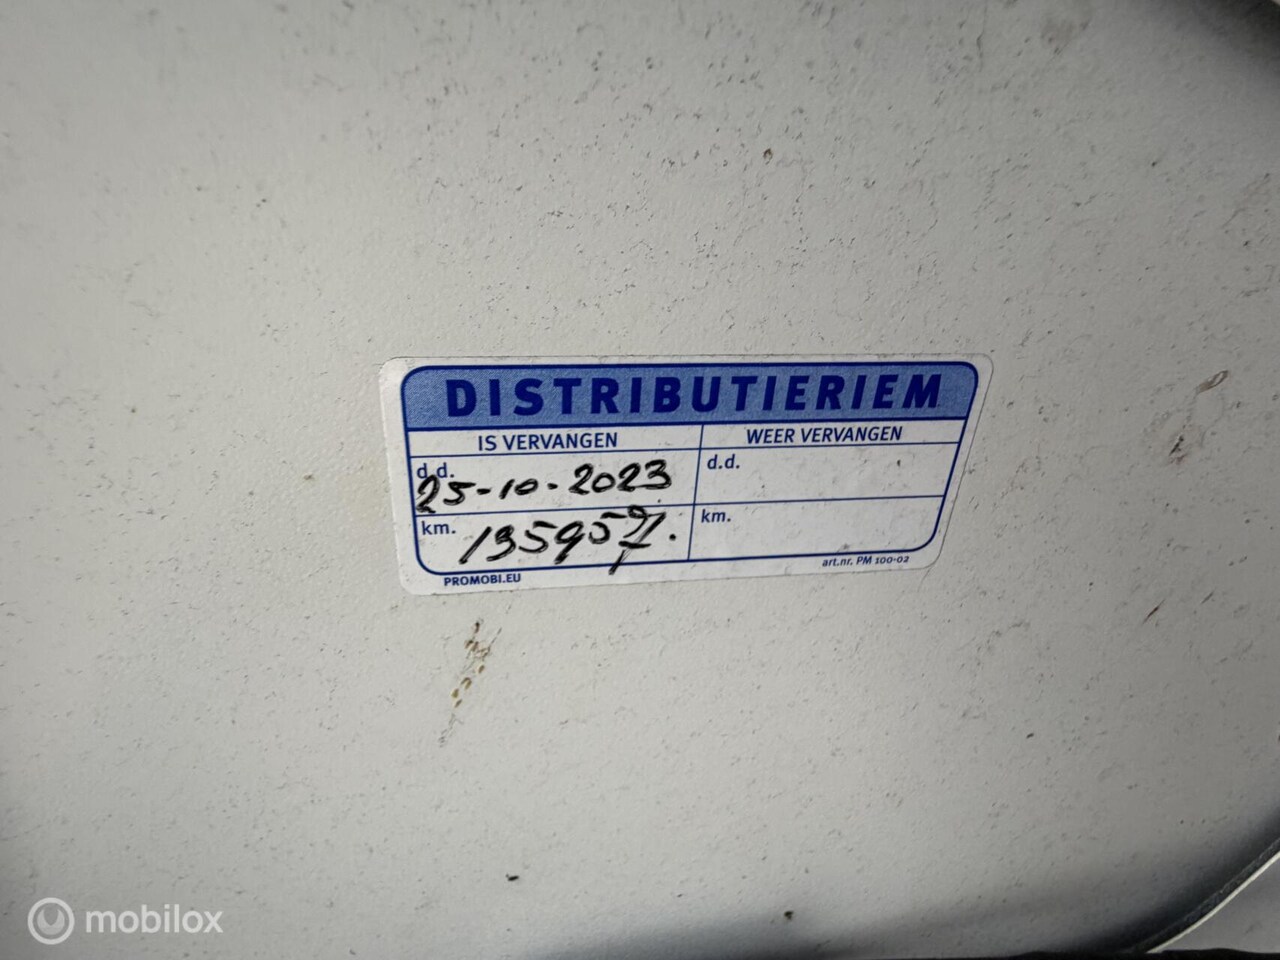 DISTRIBUTIERIEM
IS VERVANGEN
WEER VERVANGEN
d.d.
25-10-2023
d.d.
km.
km.
PROMOBI.EU
art.nr. PM 100-02
mobilox